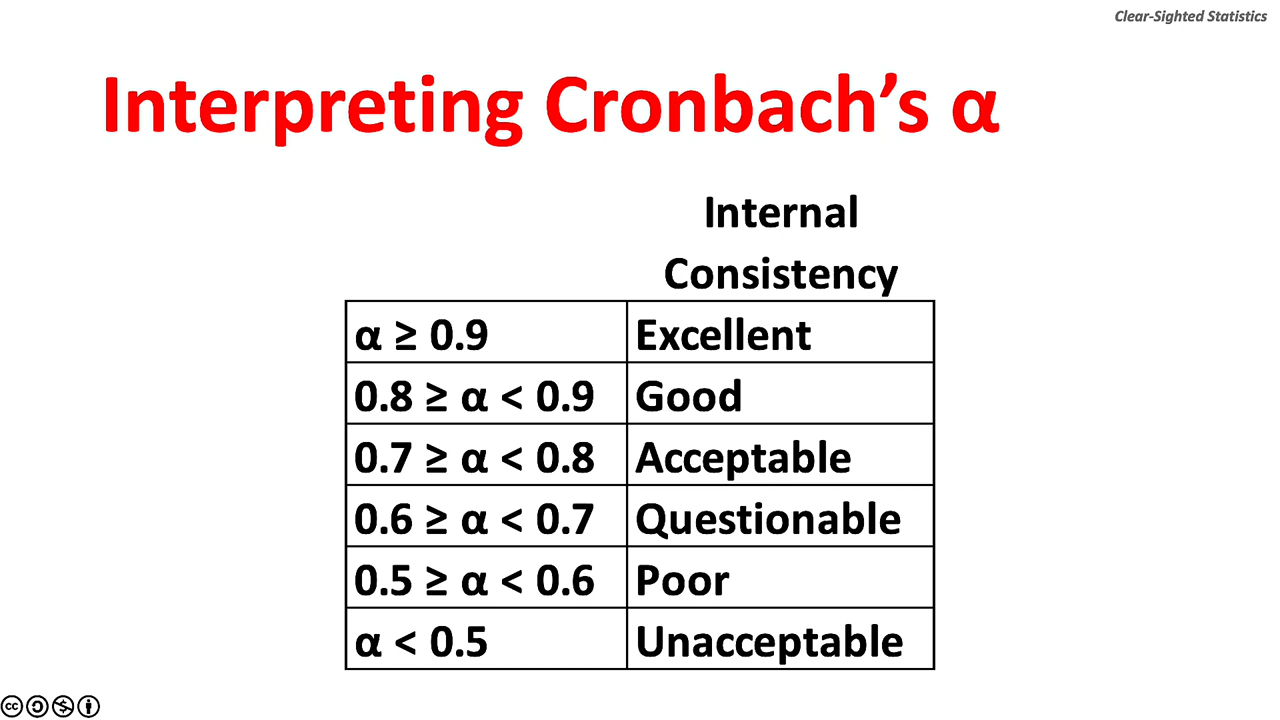 Clear-Sighted Statistics
Interpreting Cronbach’s α
Internal
Consistency
α ≥ 0.9 Excellent
0.8 ≥ α < 0.9 Good
0.7 ≥ α < 0.8 Acceptable
0.6 ≥ α < 0.7 Questionable
0.5 ≥ α < 0.6 Poor
α < 0.5 Unacceptable
cc